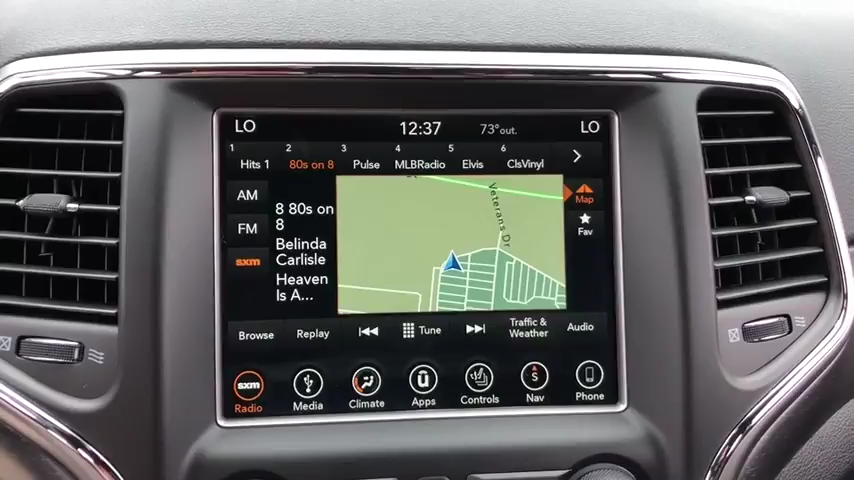 LO 12:37 73°out. LO
1 2 3 4 5 6
Hits 1 80s on 8 Pulse MLBRadio Elvis ClsVinyl
AM
FM
sxm
8 80s on
8
Belinda
Carlisle
Heaven
Is A...
Veterans Dr
Map
Fav
Browse Replay Tune Traffic &
Weather Audio
sxm
Radio Media Climate Apps Controls Nav Phone
ū
S